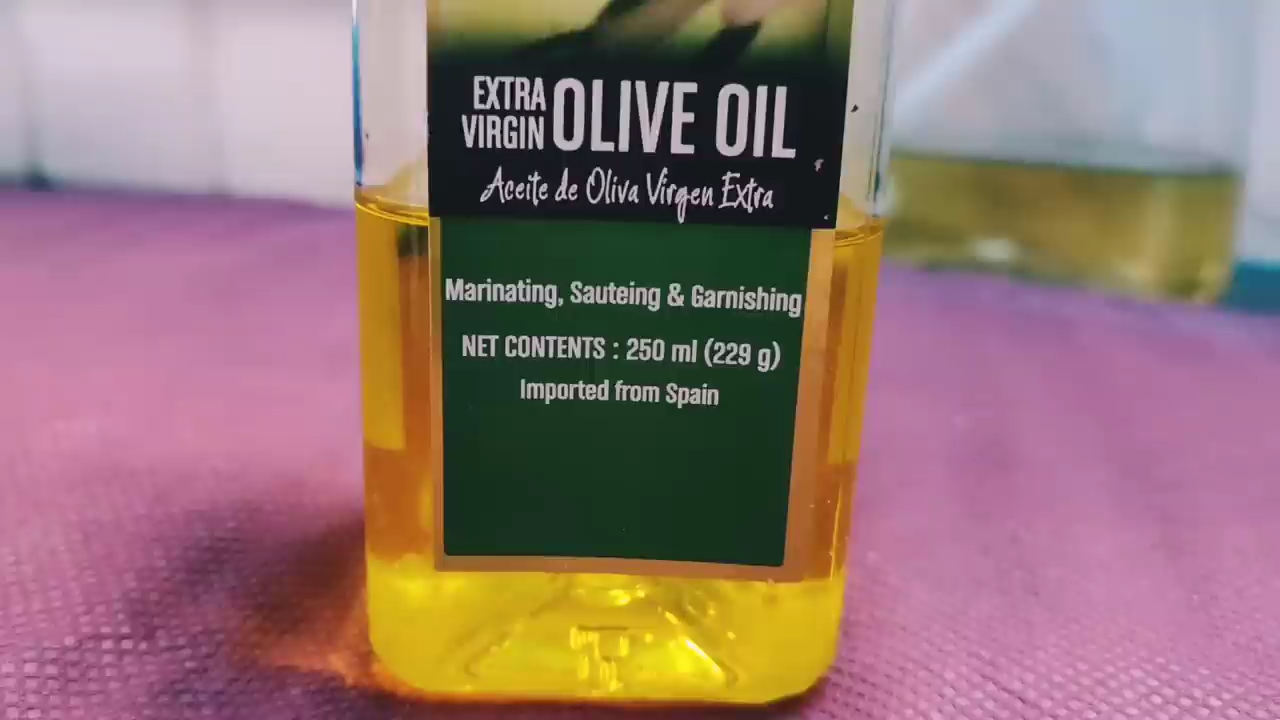 EXTRA VIRGIN OLIVE OIL
Aceite de Oliva Virgen Extra
Marinating, Sauteing & Garnishing
NET CONTENTS : 250 ml (229 g)
Imported from Spain